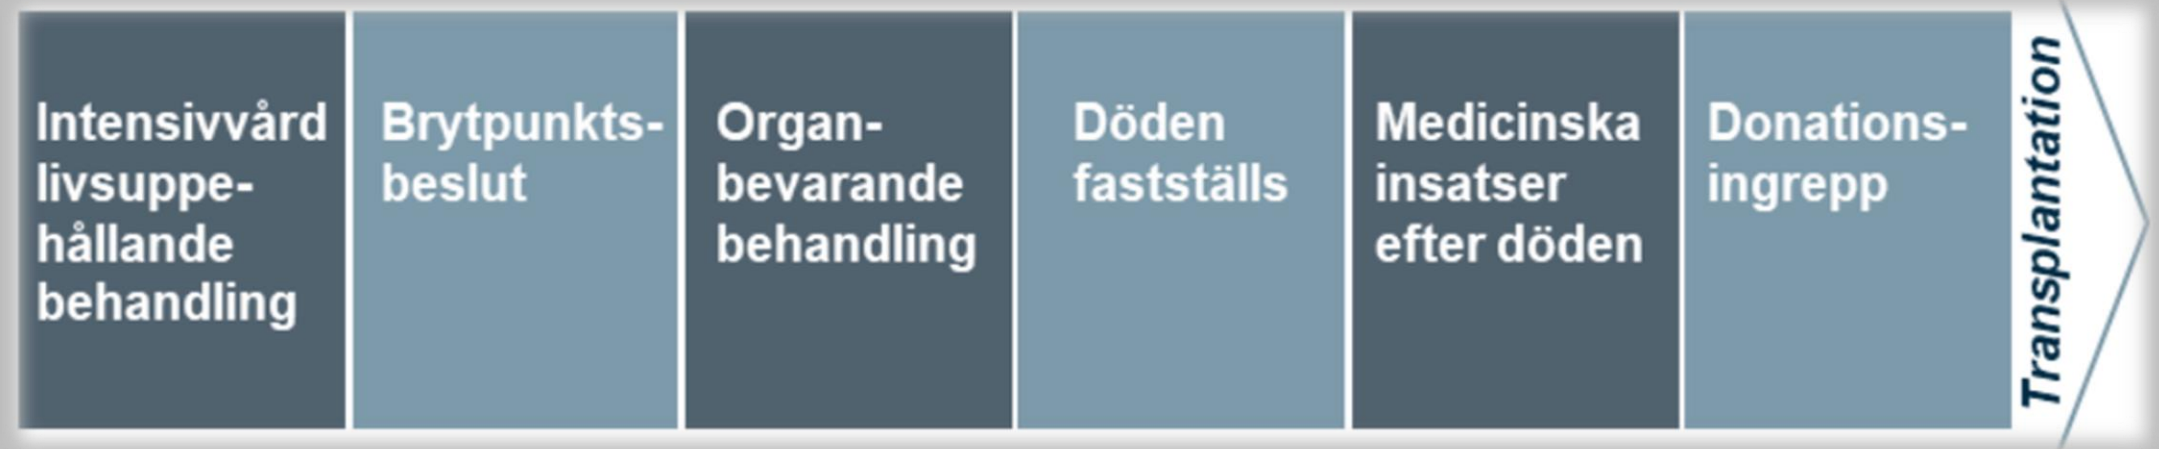 Intensivvård
livsuppe-
hållande
behandling
Brytpunkts-
beslut
Organ-
bevarande
behandling
Döden
fastställs
Medicinska
insatser
efter döden
Donations-
ingrepp
Transplantation